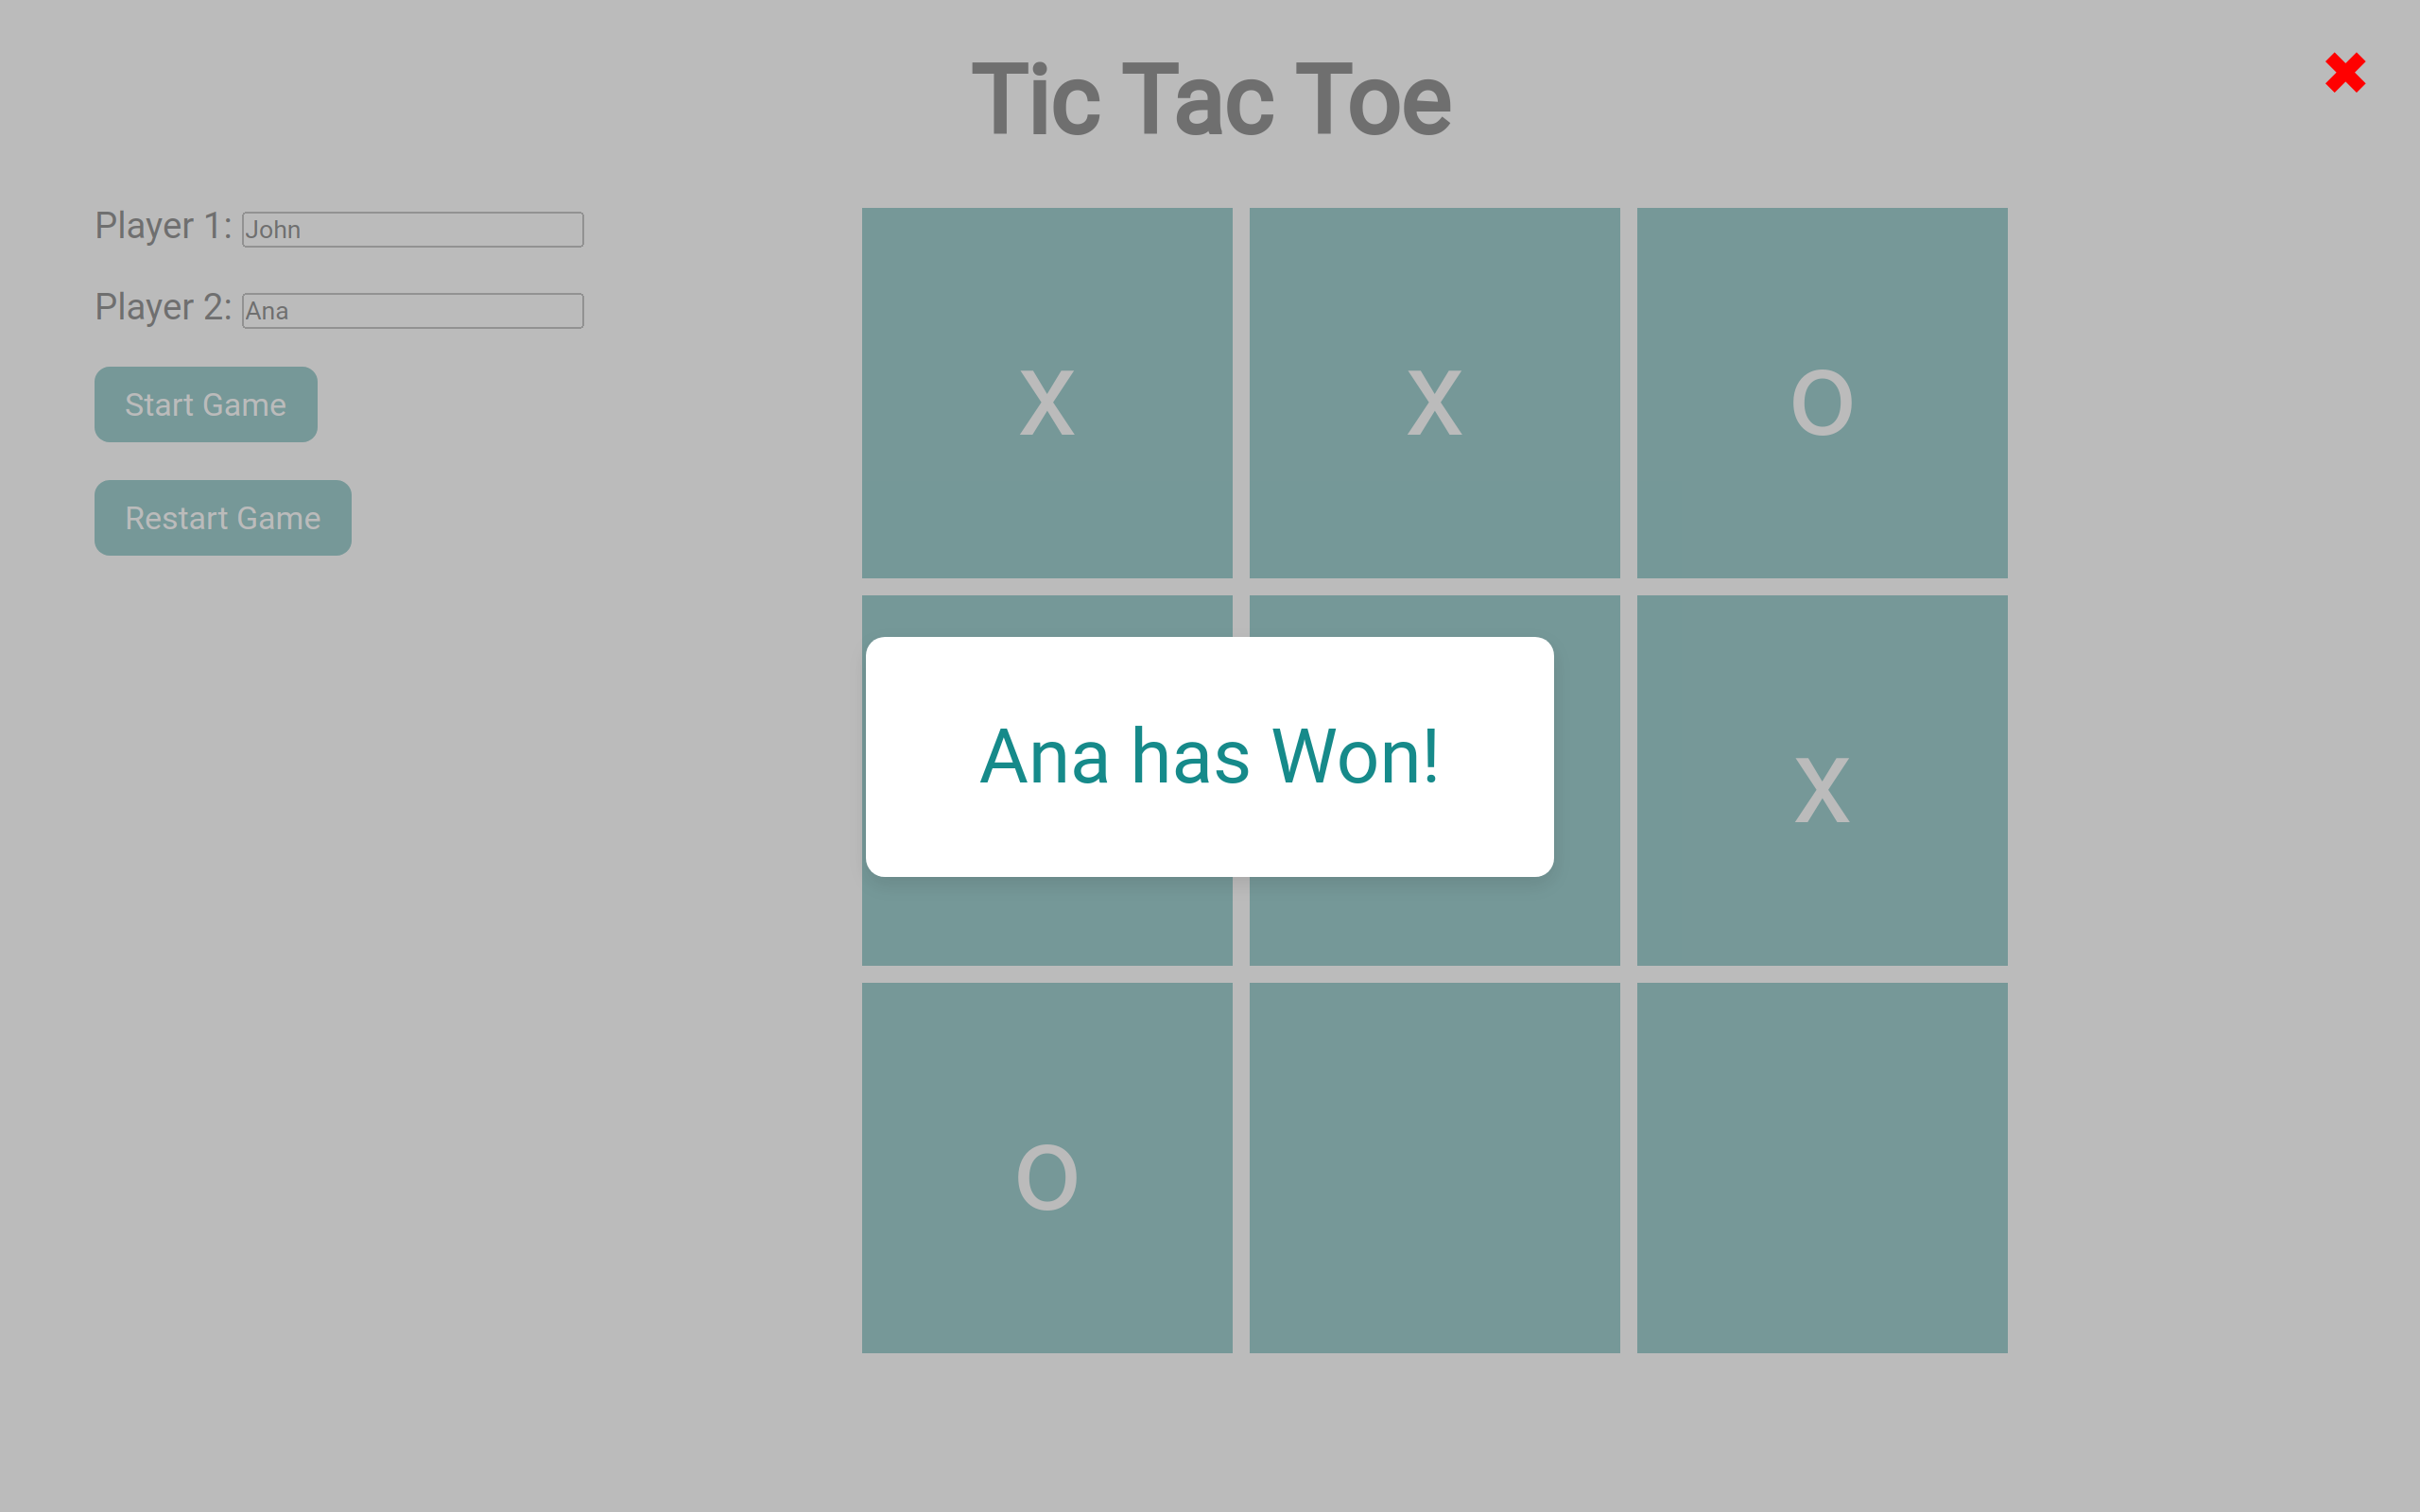 Tic Tac Toe
✖
Player 1: John
Player 2: Ana
Start Game
Restart Game
X X O
Ana has Won!
X
O